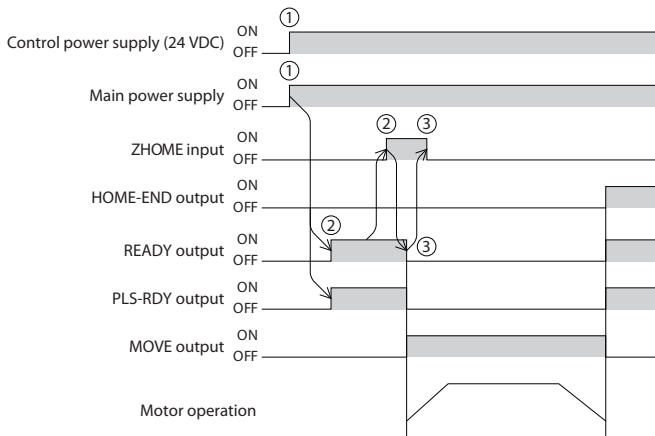 ①
Control power supply (24 VDC) ON
OFF
①
Main power supply ON
OFF
② ③
ZHOME input ON
OFF
HOME-END output ON
OFF
② ③
READY output ON
OFF
PLS-RDY output ON
OFF
MOVE output ON
OFF
Motor operation